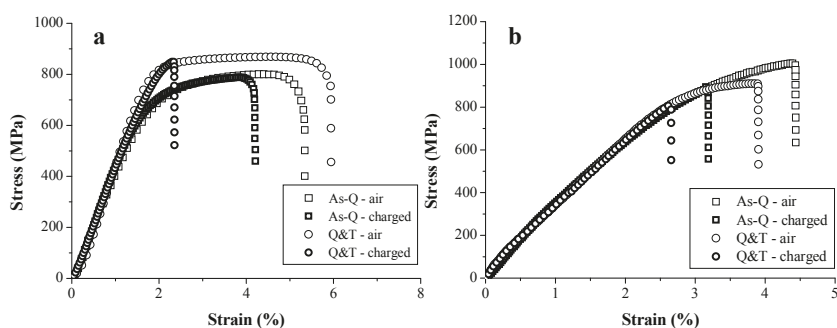 a
1000
800
600
400
200
0
0 2 4 6 8
Stress (MPa)
Strain (%)
As-Q - air
As-Q - charged
Q&T - air
Q&T - charged
b
1200
1000
800
600
400
200
0
0 1 2 3 4 5
Stress (MPa)
Strain (%)
As-Q - air
As-Q - charged
Q&T - air
Q&T - charged